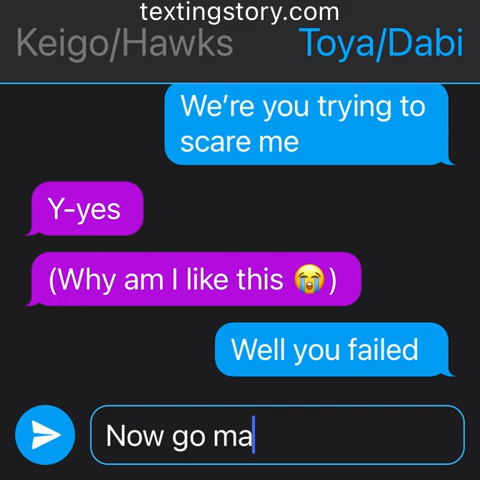 textingstory.com
Keigo/Hawks Toya/Dabi
We’re you trying to
scare me
Y-yes
(Why am I like this 😭)
Well you failed
Now go ma